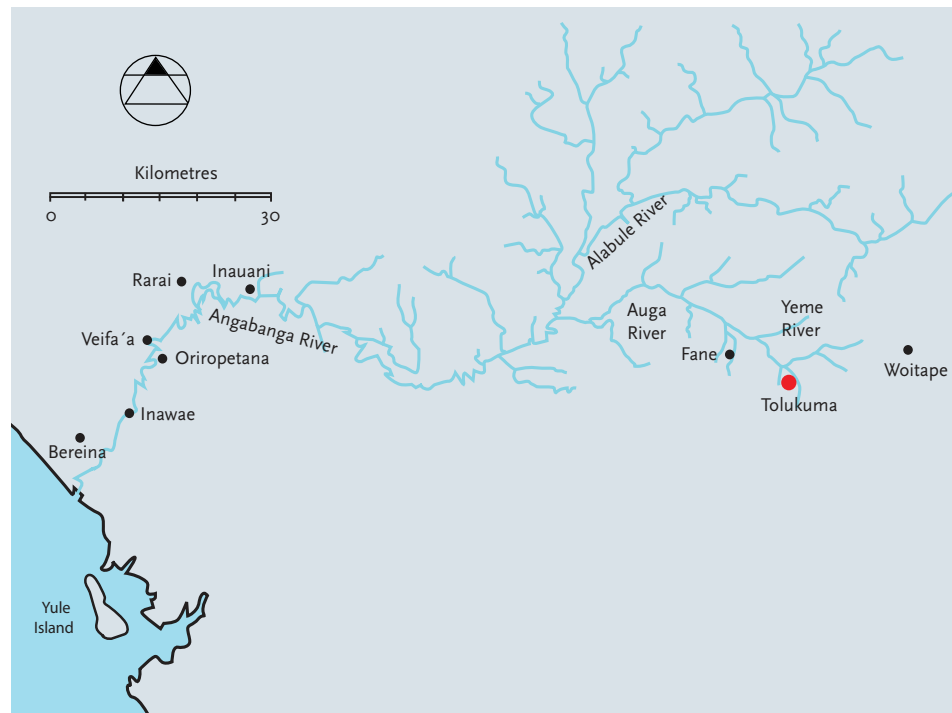 Kilometres
0 30
Rarai
Inauani
Angabanga River
Veifa´a
Oriropetana
Inawae
Bereina
Yule
Island
Alabule River
Auga
River
Yeme
River
Fane
Woitape
Tolukuma